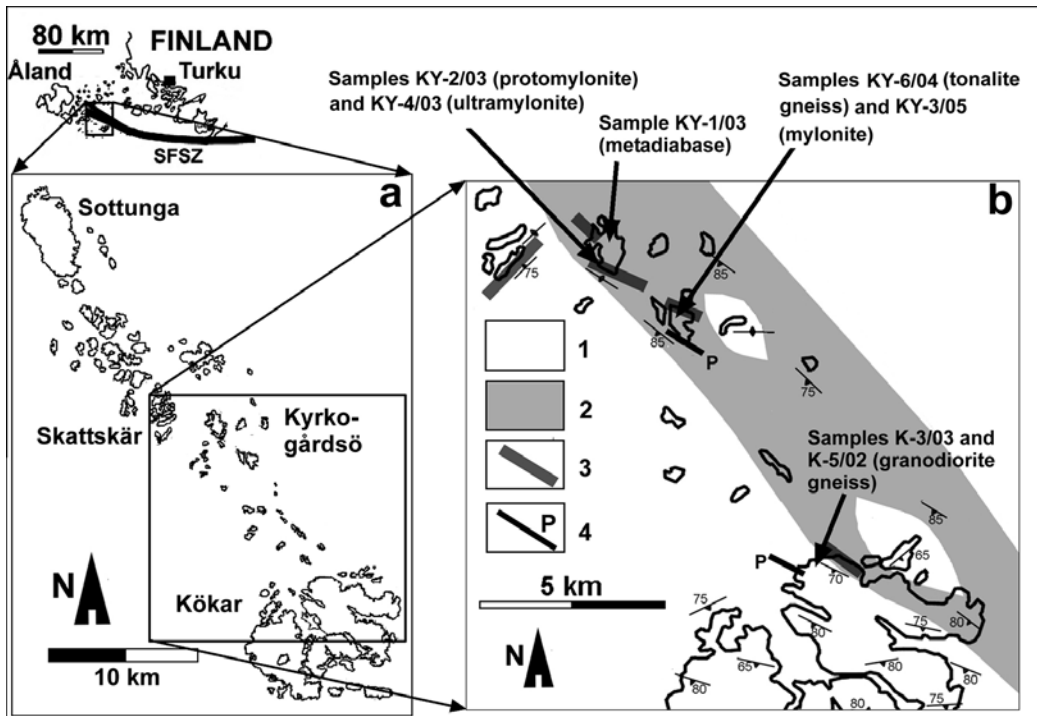 80 km
FINLAND
Åland
Turku
SFSZ
a
Sottunga
Skattskär
Kyrko-
gårdsö
N
Kökar
10 km
Samples KY-2/03 (protomylonite)
and KY-4/03 (ultramylonite)
Sample KY-1/03
(metadiabase)
Samples KY-6/04 (tonalite
gneiss) and KY-3/05
(mylonite)
b
75
85
85
P
75
1
2
3
P
4
Samples K-3/03 and
K-5/02 (granodiorite
gneiss)
85
65
P
70
5 km
N
75
80
75
80
65
80
80
80
80
75